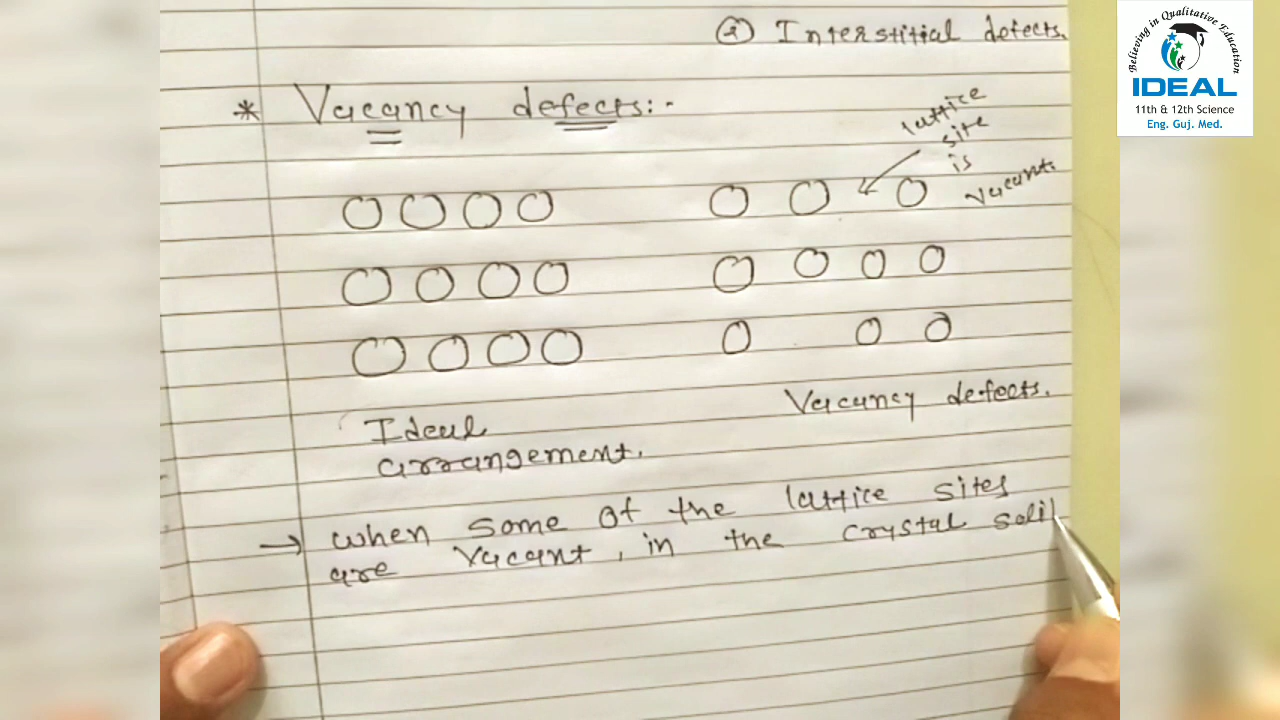 ② Interstitial defects.
* Vacancy defects:-
lattice
site
is
vacant.
Ideal
arrangement.
Vacancy defects.
→ when some of the lattice sites
are vacant, in the crystal soli
Believing in Qualitative Education
IDEAL
11th & 12th Science
Eng. Guj. Med.